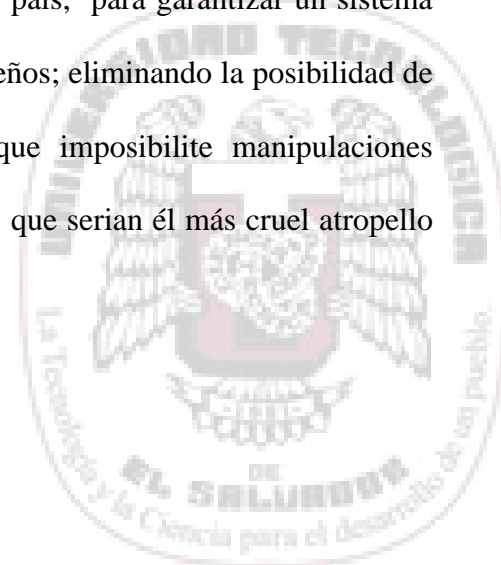 país, para garantizar un sistema
eños; eliminando la posibilidad de
que imposibilite manipulaciones
que serian él más cruel atropello
UNIVERSIDAD TECNOLOGICA
DE
EL SALVADOR
La Tecnología y la Ciencia para el desarrollo de un pueblo.